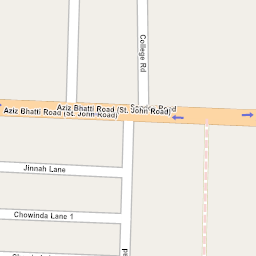 College Rd
Aziz Bhatti Road (St. John Road)
Aziz Bhatti Road (St. John Road)
Road
Jinnah Lane
Chowinda Lane 1